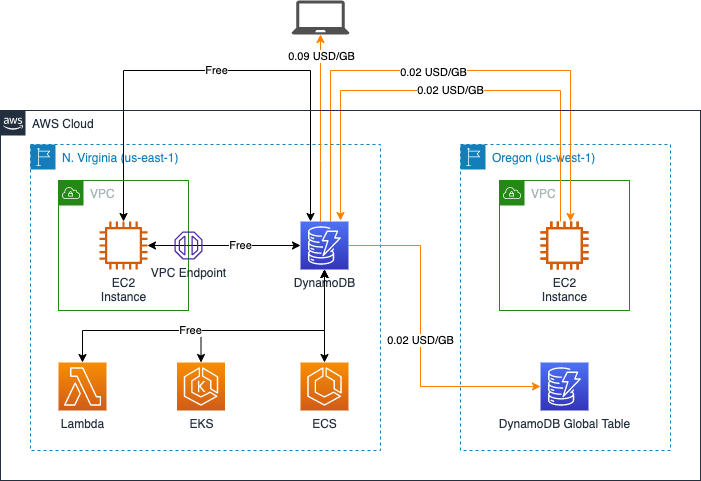 0.09 USD/GB
Free
0.02 USD/GB
0.02 USD/GB
aws
AWS Cloud
N. Virginia (us-east-1)
Oregon (us-west-1)
VPC
VPC
Free
VPC Endpoint
EC2
Instance
DynamoDB
EC2
Instance
Free
0.02 USD/GB
K
Lambda
EKS
ECS
DynamoDB Global Table